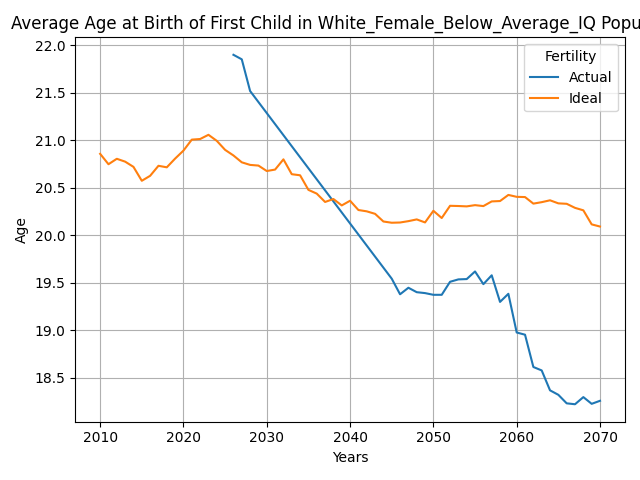 Average Age at Birth of First Child in White_Female_Below_Average_IQ Popu
22.0
21.5
21.0
20.5
20.0
19.5
19.0
18.5
Age
Fertility
Actual
Ideal
2010 2020 2030 2040 2050 2060 2070
Years